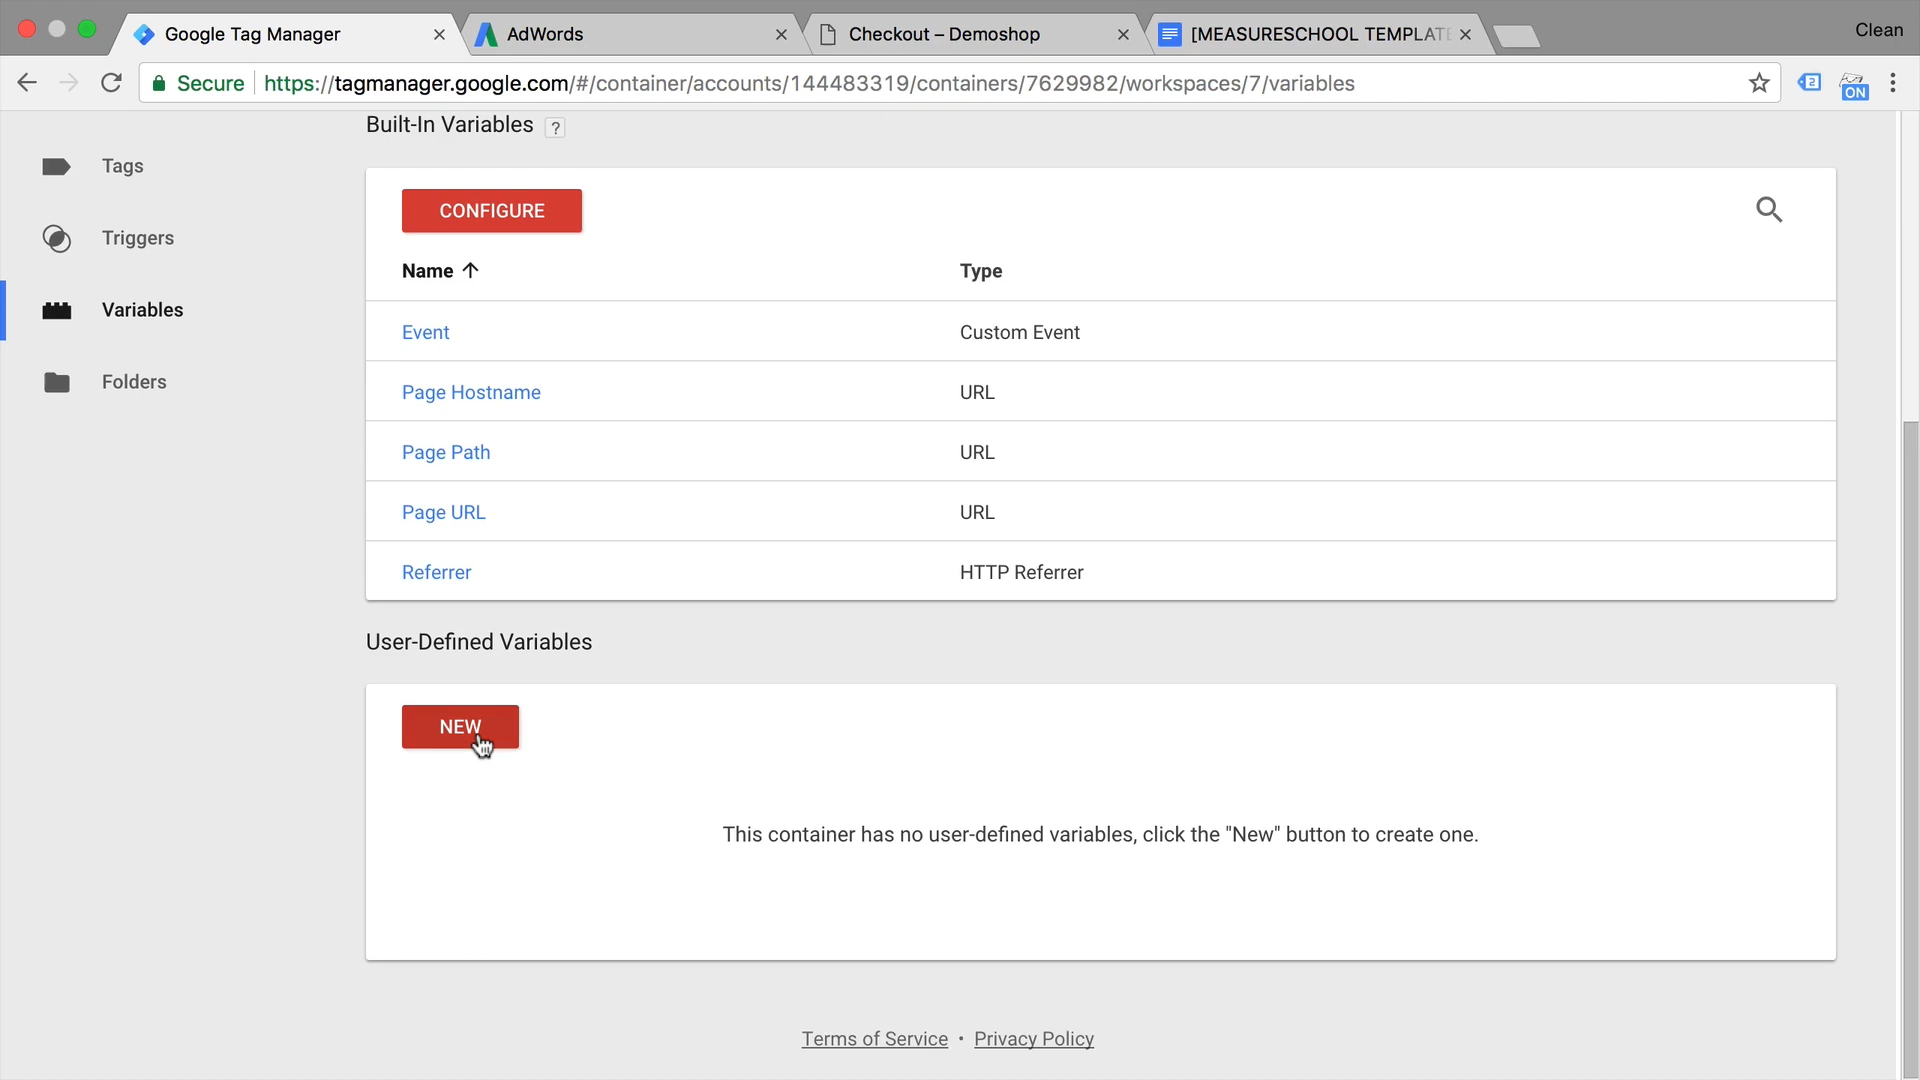 Google Tag Manager
AdWords
Checkout – Demoshop
[MEASURESCHOOL TEMPLATE
Clean
Secure
https://tagmanager.google.com/#/container/accounts/144483319/containers/7629982/workspaces/7/variables
2
ON
Built-In Variables ?
Tags
Triggers
Variables
Folders
CONFIGURE
Name Type
Event Custom Event
Page Hostname URL
Page Path URL
Page URL URL
Referrer HTTP Referrer
User-Defined Variables
NEW
This container has no user-defined variables, click the "New" button to create one.
Terms of Service • Privacy Policy